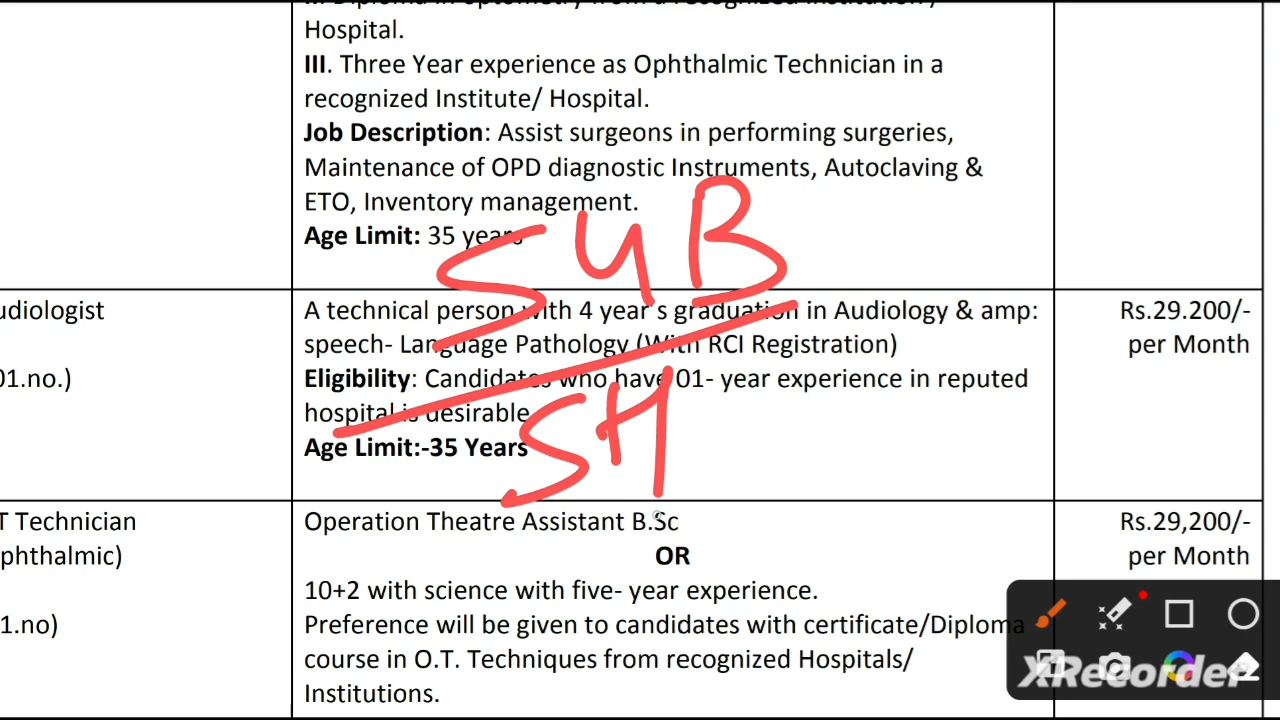 Hospital.
III. Three Year experience as Ophthalmic Technician in a
recognized Institute/ Hospital.
Job Description: Assist surgeons in performing surgeries,
Maintenance of OPD diagnostic Instruments, Autoclaving &
ETO, Inventory management.
Age Limit: 35 years
udiologist
01.no.)
A technical person with 4 year's graduation in Audiology & amp:
speech- Language Pathology (With RCI Registration)
Eligibility: Candidates who have 01- year experience in reputed
hospital is desirable
Age Limit:-35 Years
Rs.29.200/-
per Month
SUB
SH
T Technician
phthalmic)
1.no)
Operation Theatre Assistant B.Sc
OR
10+2 with science with five- year experience.
Preference will be given to candidates with certificate/Diploma
course in O.T. Techniques from recognized Hospitals/
Institutions.
Rs.29,200/-
per Month
XRecorder